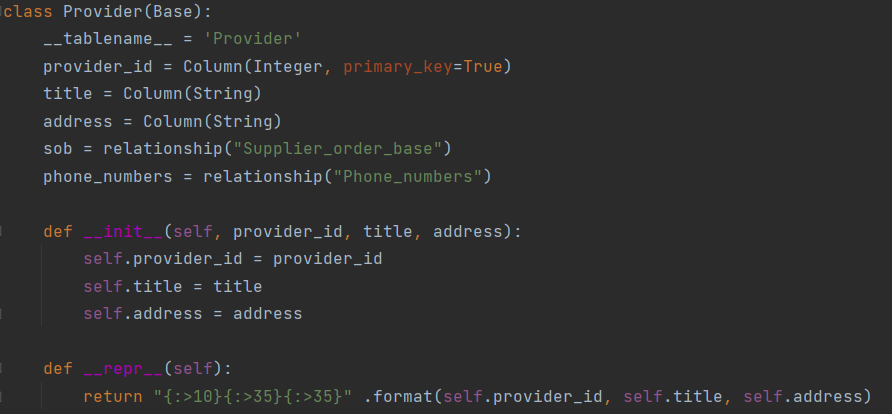 class Provider(Base):
    __tablename__ = 'Provider'
    provider_id = Column(Integer, primary_key=True)
    title = Column(String)
    address = Column(String)
    sob = relationship("Supplier_order_base")
    phone_numbers = relationship("Phone_numbers")
    def __init__(self, provider_id, title, address):
        self.provider_id = provider_id
        self.title = title
        self.address = address
    def __repr__(self):
        return "{:>10}{:>35}{:>35}" .format(self.provider_id, self.title, self.address)